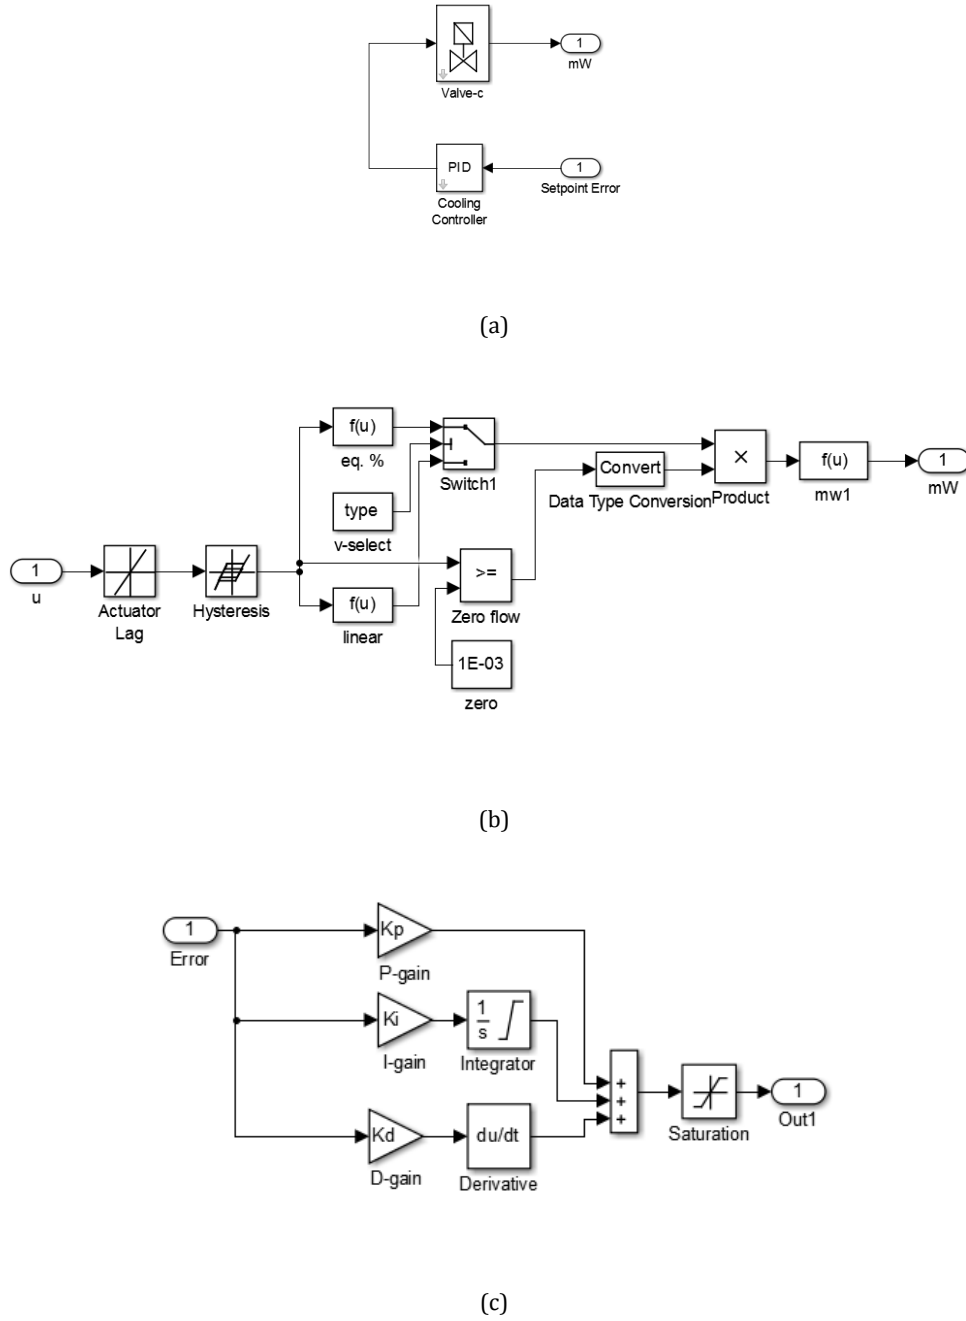 1
mW
Valve-c
PID
1
Setpoint Error
Cooling
Controller
(a)
f(u)
eq. %
Switch1
type
v-select
Convert
Data Type Conversion
×
Product
f(u)
mw1
1
mW
1
u
Actuator
Lag
Hysteresis
f(u)
linear
>=
Zero flow
1E-03
zero
(b)
1
Error
Kp
P-gain
Ki
I-gain
1
s
Integrator
Kd
D-gain
du/dt
Derivative
+
+
+
Saturation
1
Out1
(c)